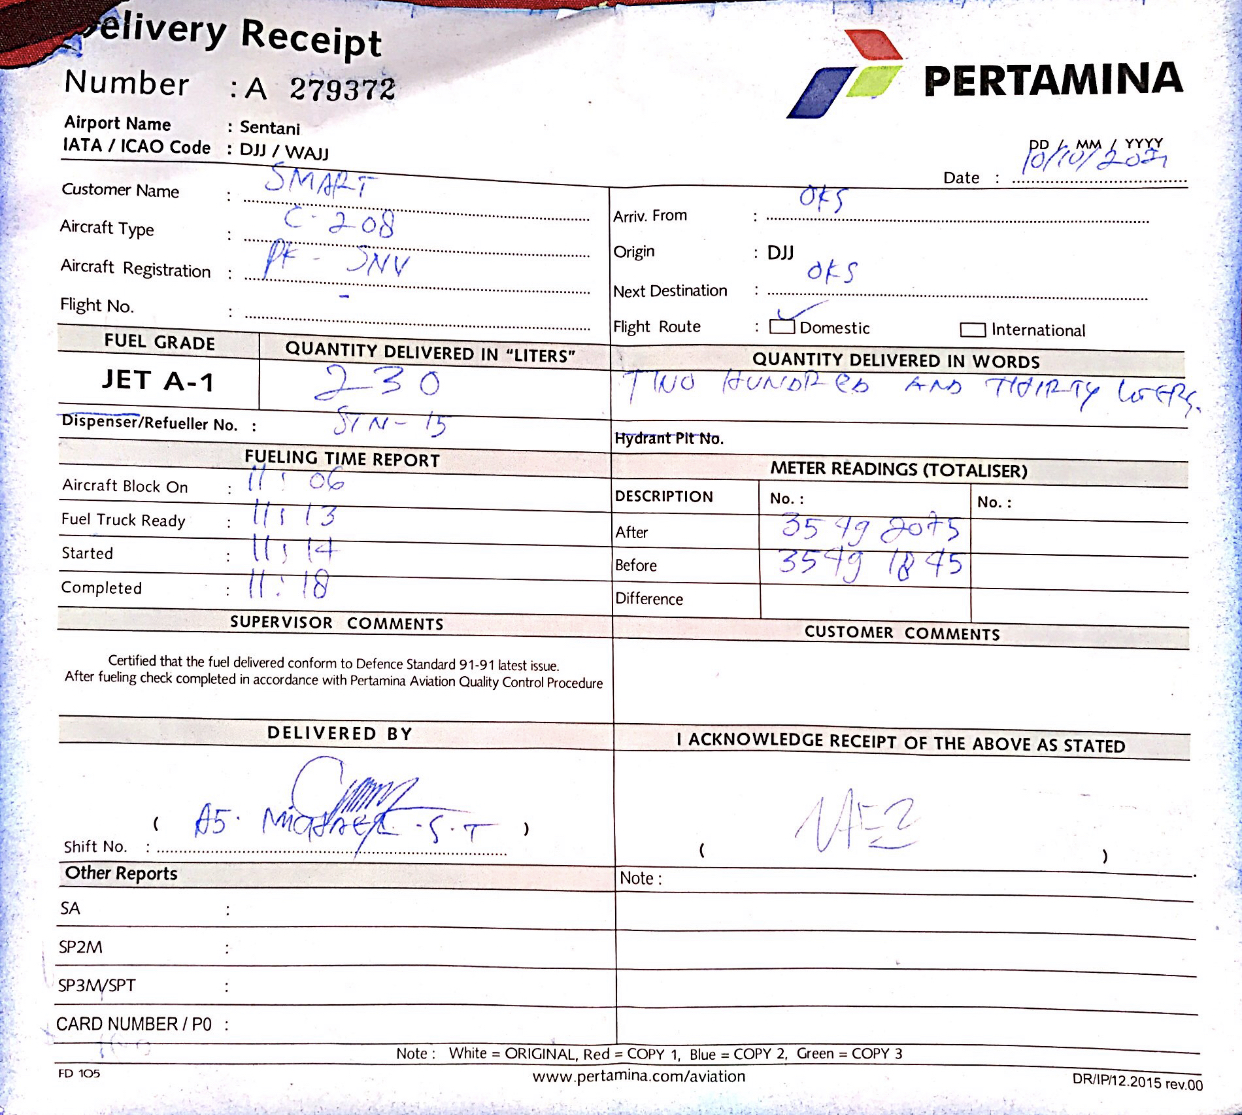 Delivery Receipt
Number : A 279372
PERTAMINA
Airport Name : Sentani
IATA / ICAO Code : DJJ / WAJJ
DD / MM / YYYY
Date : 10/10/2021
Customer Name : SMART
Aircraft Type : C-208
Aircraft Registration : PK-SNV
Flight No. : -
Arriv. From : OKS
Origin : DJJ
Next Destination : OKS
Flight Route : Domestic International
FUEL GRADE QUANTITY DELIVERED IN "LITERS" QUANTITY DELIVERED IN WORDS
JET A-1 230 TWO HUNDRED AND THIRTY LITERS.
Dispenser/Refueller No. : STN-15
Hydrant Pit No.
FUELING TIME REPORT
Aircraft Block On : 11:06
Fuel Truck Ready : 11:13
Started : 11:14
Completed : 11:18
METER READINGS (TOTALISER)
DESCRIPTION No. : No. :
After 35492075
Before 35491845
Difference
SUPERVISOR COMMENTS
Certified that the fuel delivered conform to Defence Standard 91-91 latest issue.
After fueling check completed in accordance with Pertamina Aviation Quality Control Procedure
CUSTOMER COMMENTS
DELIVERED BY
( )
Shift No. :
I ACKNOWLEDGE RECEIPT OF THE ABOVE AS STATED
( )
Other Reports
Note :
SA :
SP2M :
SP3M/SPT :
CARD NUMBER / P0 :
Note : White = ORIGINAL, Red = COPY 1, Blue = COPY 2, Green = COPY 3
FD 105
www.pertamina.com/aviation
DR/IP/12.2015 rev.00